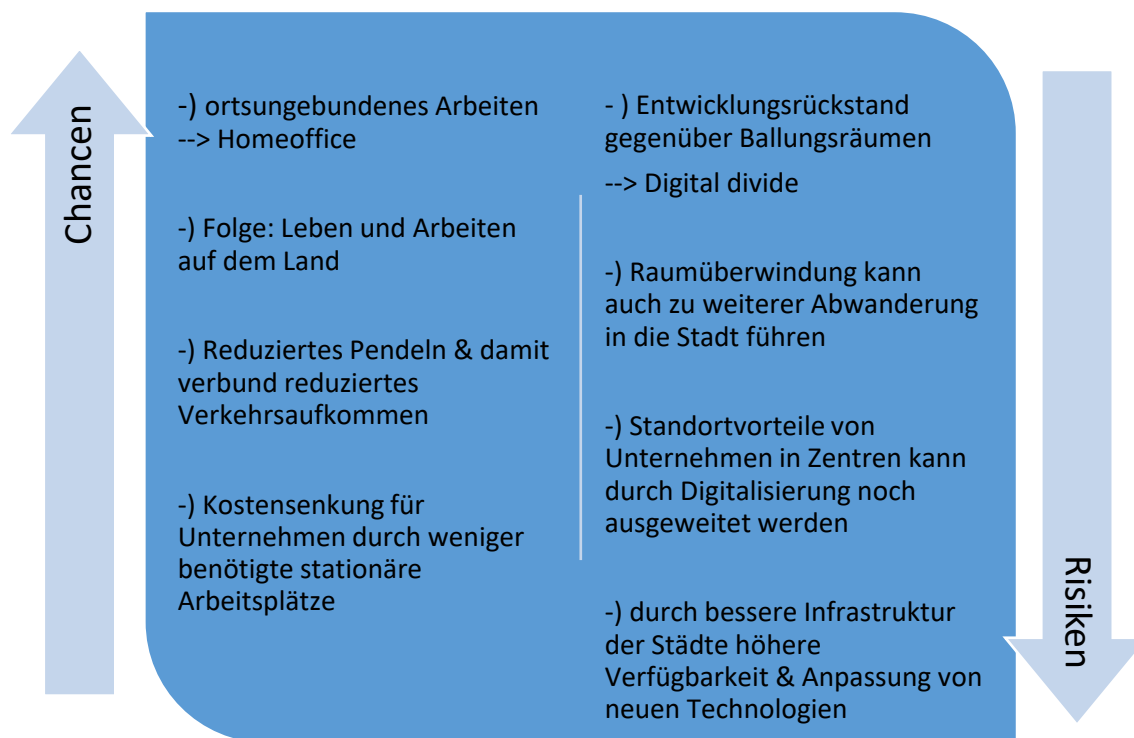 Chancen
-) ortsungebundenes Arbeiten
--> Homeoffice
-) Folge: Leben und Arbeiten
auf dem Land
-) Reduziertes Pendeln & damit
verbund reduziertes
Verkehrsaufkommen
-) Kostensenkung für
Unternehmen durch weniger
benötigte stationäre
Arbeitsplätze
- ) Entwicklungsrückstand
gegenüber Ballungsräumen
--> Digital divide
-) Raumüberwindung kann
auch zu weiterer Abwanderung
in die Stadt führen
-) Standortvorteile von
Unternehmen in Zentren kann
durch Digitalisierung noch
ausgeweitet werden
-) durch bessere Infrastruktur
der Städte höhere
Verfügbarkeit & Anpassung von
neuen Technologien
Risiken